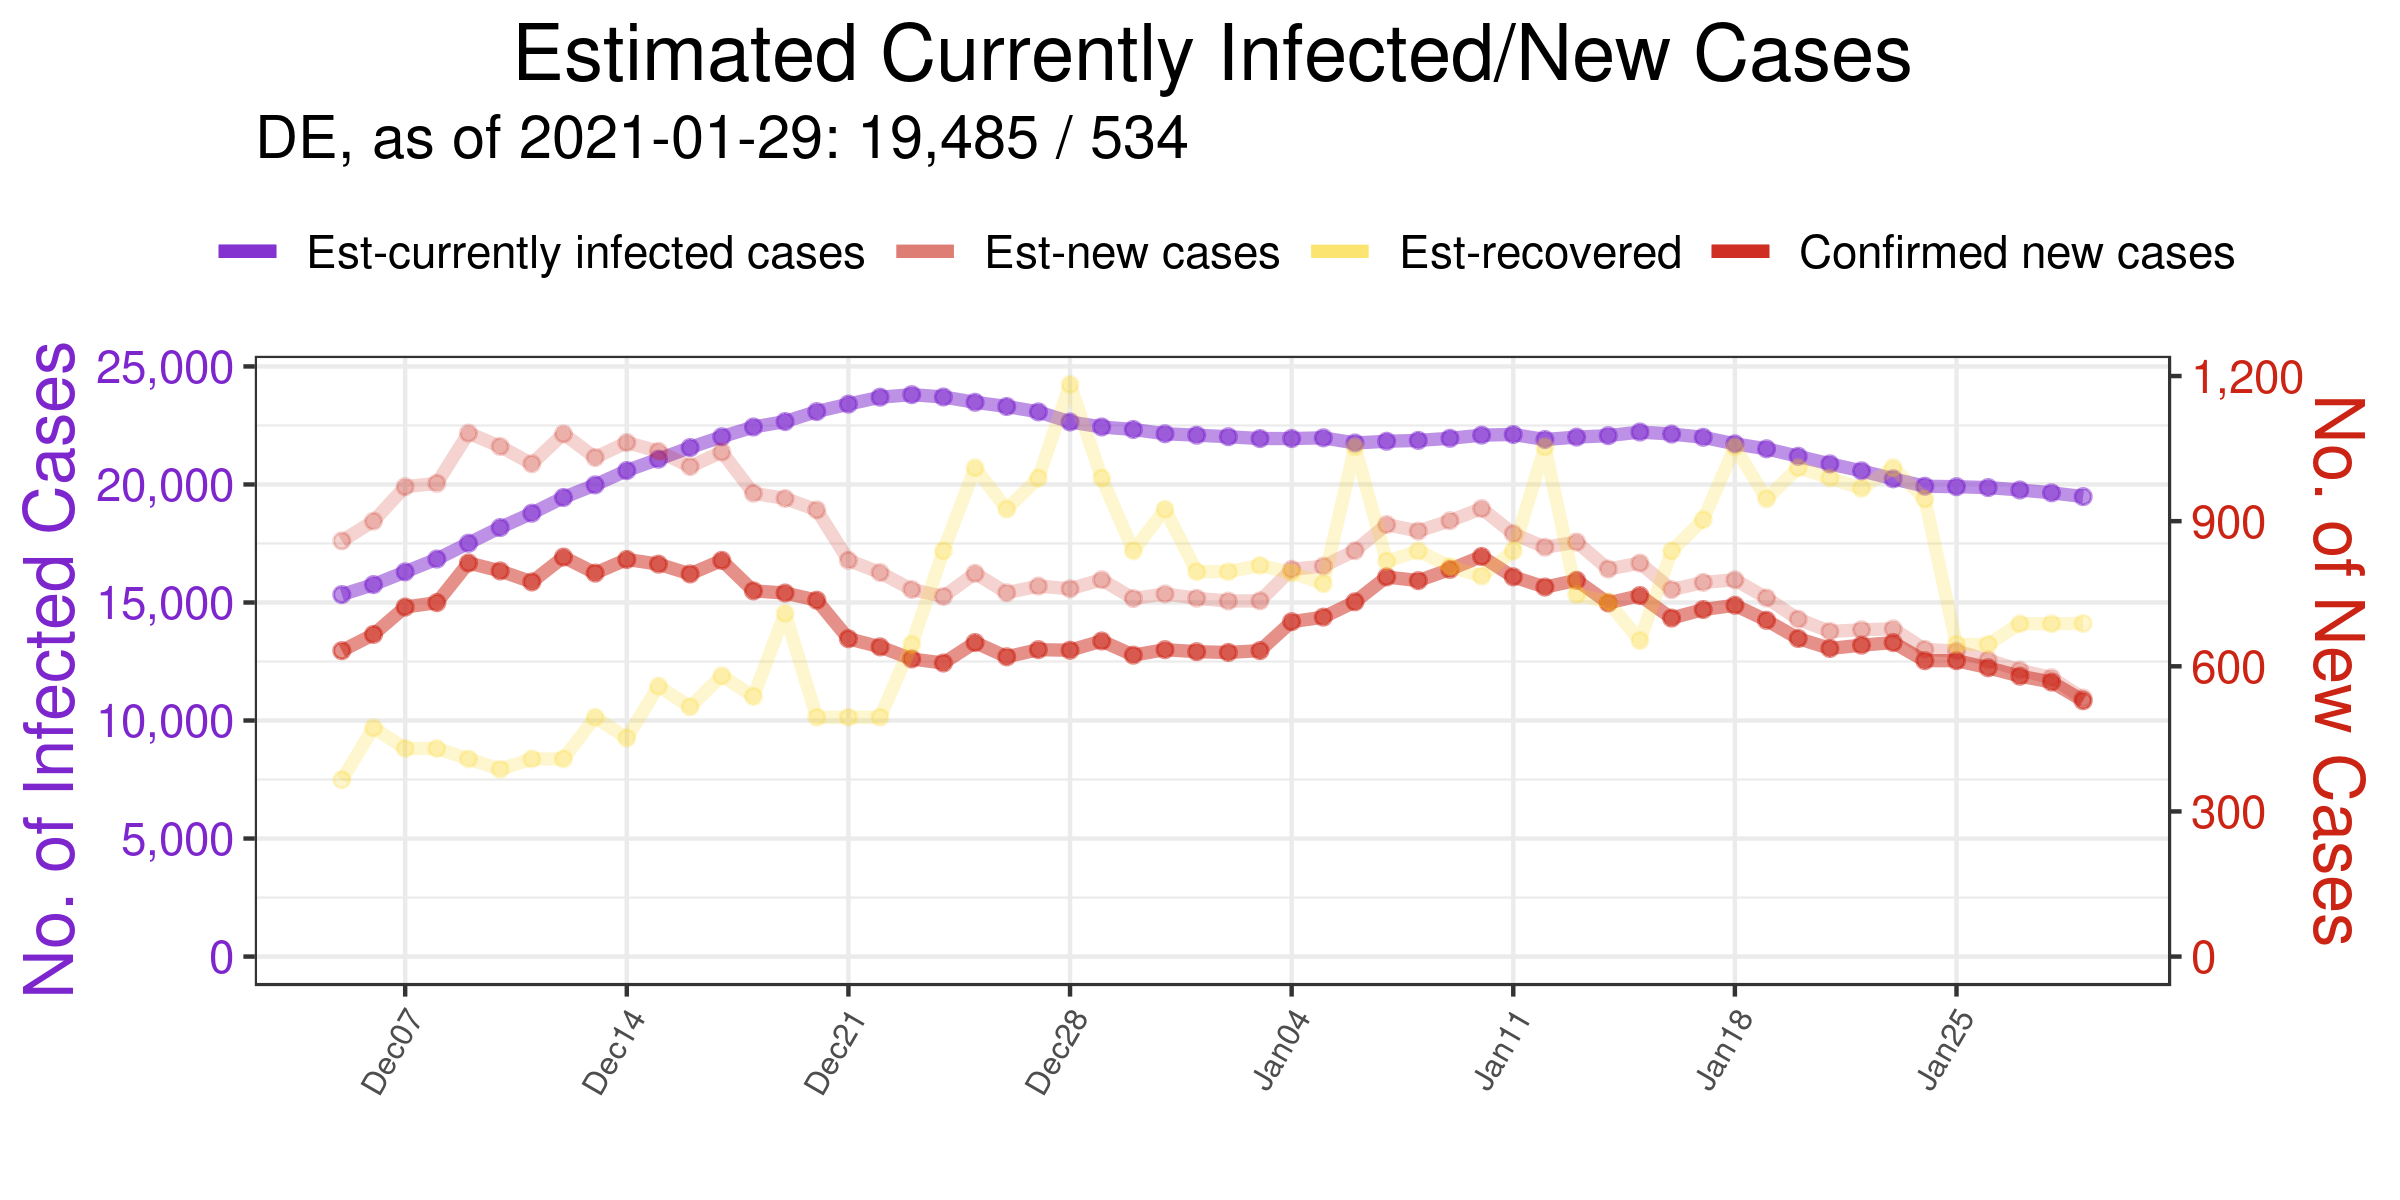 Estimated Currently Infected/New Cases
DE, as of 2021-01-29: 19,485 / 534
Est-currently infected cases
Est-new cases
Est-recovered
Confirmed new cases
No. of Infected Cases
25,000
20,000
15,000
10,000
5,000
0
1,200
900
600
300
0
No. of New Cases
Dec07
Dec14
Dec21
Dec28
Jan04
Jan11
Jan18
Jan25